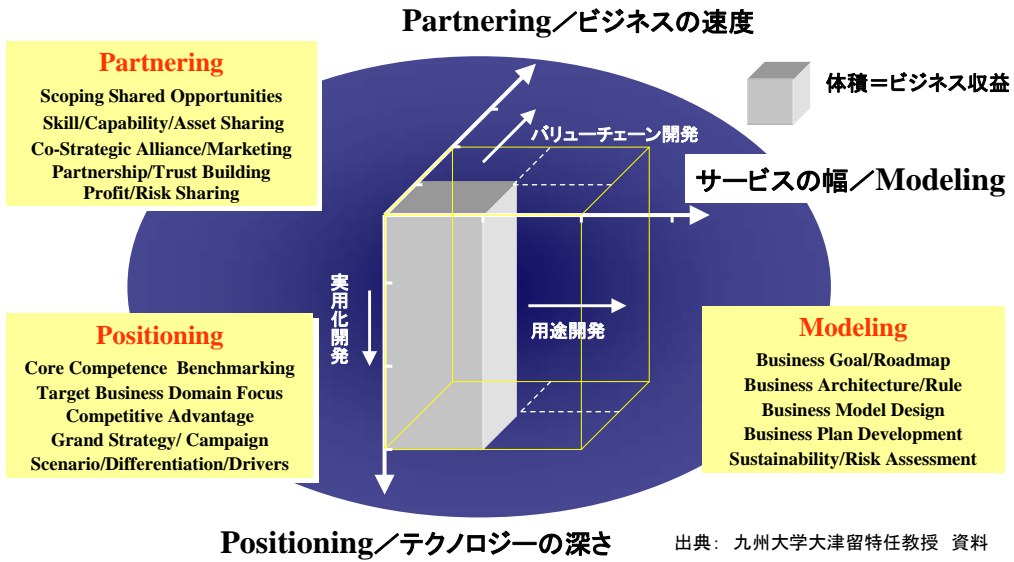 Partnering／ビジネスの速度
Partnering
Scoping Shared Opportunities
Skill/Capability/Asset Sharing
Co-Strategic Alliance/Marketing
Partnership/Trust Building
Profit/Risk Sharing
体積＝ビジネス収益
バリューチェーン開発
サービスの幅／Modeling
実用化開発
用途開発
Positioning
Core Competence Benchmarking
Target Business Domain Focus
Competitive Advantage
Grand Strategy/ Campaign
Scenario/Differentiation/Drivers
Modeling
Business Goal/Roadmap
Business Architecture/Rule
Business Model Design
Business Plan Development
Sustainability/Risk Assessment
Positioning／テクノロジーの深さ
出典： 九州大学大津留特任教授 資料